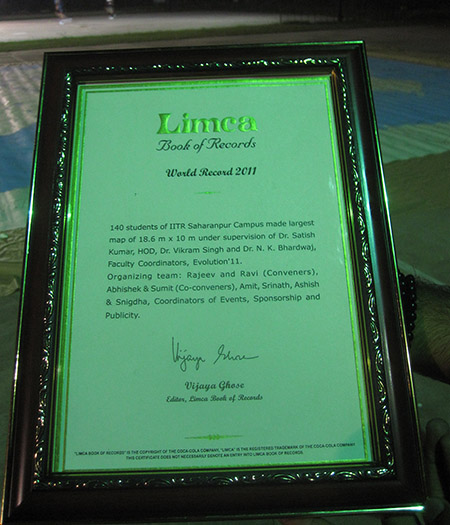 Limca
Book of Records
World Record 2011
140 students of IITR Saharanpur Campus made largest
map of 18.6 m x 10 m under supervision of Dr. Satish
Kumar, HOD, Dr. Vikram Singh and Dr. N. K. Bhardwaj,
Faculty Coordinators, Evolution'11.
Organizing team: Rajeev and Ravi (Conveners),
Abhishek & Sumit (Co-conveners), Amit, Srinath, Ashish
& Snigdha, Coordinators of Events, Sponsorship and
Publicity.
Vijaya Ghose
Vijaya Ghose
Editor, Limca Book of Records
"LIMCA BOOK OF RECORDS" IS THE COPYRIGHT OF THE COCA-COLA COMPANY. "LIMCA" IS THE REGISTERED TRADEMARK OF THE COCA-COLA COMPANY
THIS CERTIFICATE DOES NOT NECESSARILY DENOTE AN ENTRY INTO LIMCA BOOK OF RECORDS.